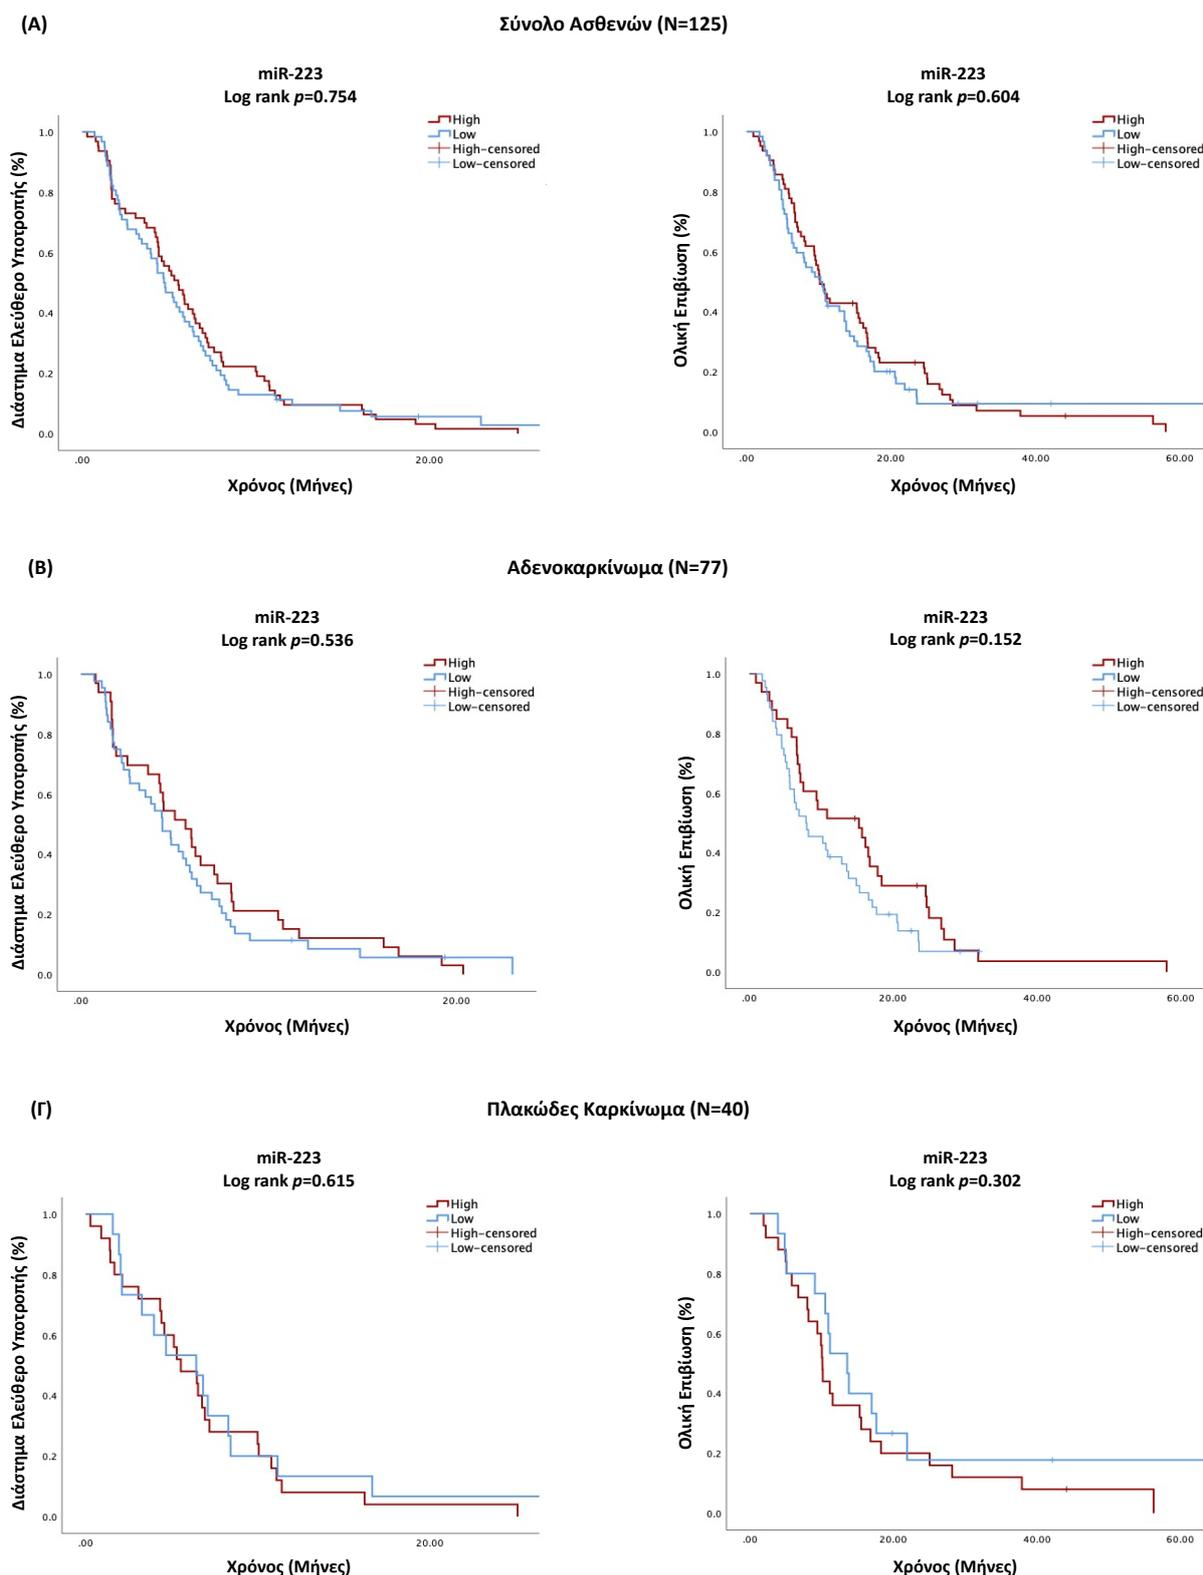 (Α)
Σύνολο Ασθενών (N=125)
miR-223
Log rank p=0.754
High
Low
High-censored
Low-censored
Διάστημα Ελεύθερο Υποτροπής (%)
1.0
0.8
0.6
0.4
0.2
0.0
.00
20.00
Χρόνος (Μήνες)
miR-223
Log rank p=0.604
High
Low
High-censored
Low-censored
Ολική Επιβίωση (%)
1.0
0.8
0.6
0.4
0.2
0.0
.00
20.00
40.00
60.00
Χρόνος (Μήνες)
(Β)
Αδενοκαρκίνωμα (N=77)
miR-223
Log rank p=0.536
High
Low
High-censored
Low-censored
Διάστημα Ελεύθερο Υποτροπής (%)
1.0
0.8
0.6
0.4
0.2
0.0
.00
20.00
Χρόνος (Μήνες)
miR-223
Log rank p=0.152
High
Low
High-censored
Low-censored
Ολική Επιβίωση (%)
1.0
0.8
0.6
0.4
0.2
0.0
.00
20.00
40.00
60.00
Χρόνος (Μήνες)
(Γ)
Πλακώδες Καρκίνωμα (N=40)
miR-223
Log rank p=0.615
High
Low
High-censored
Low-censored
Διάστημα Ελεύθερο Υποτροπής (%)
1.0
0.8
0.6
0.4
0.2
0.0
.00
20.00
Χρόνος (Μήνες)
miR-223
Log rank p=0.302
High
Low
High-censored
Low-censored
Ολική Επιβίωση (%)
1.0
0.8
0.6
0.4
0.2
0.0
.00
20.00
40.00
60.00
Χρόνος (Μήνες)